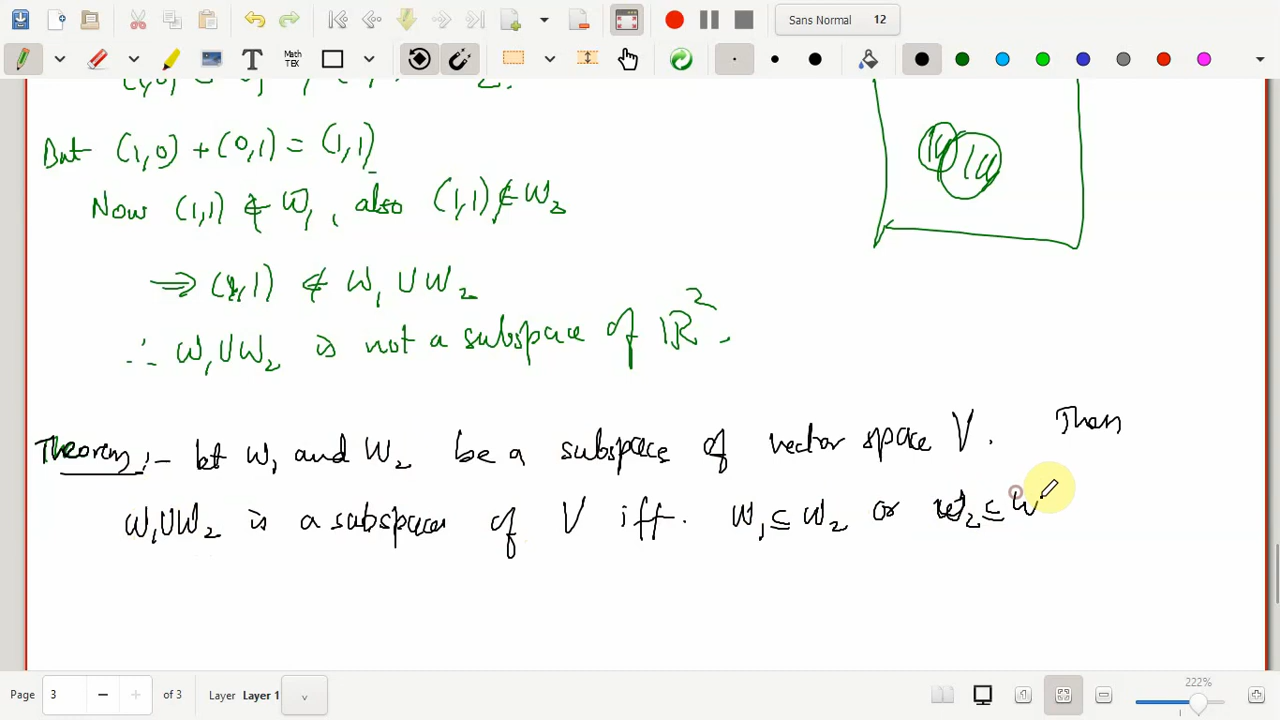 Sans Normal 12
Math TEX
But (1,0) + (0,1) = (1,1)
Now (1,1) ∉ W₁, also (1,1) ∉ W₂
⇒ (1,1) ∉ W₁ ∪ W₂
∴ W₁∪W₂ is not a subspace of ℝ².
Theorem :- let W₁ and W₂ be a subspace of vector space V. Then
W₁∪W₂ is a subspace of V iff. W₁ ⊆ W₂ or W₂ ⊆ W
Page 3 of 3 Layer Layer 1 222%